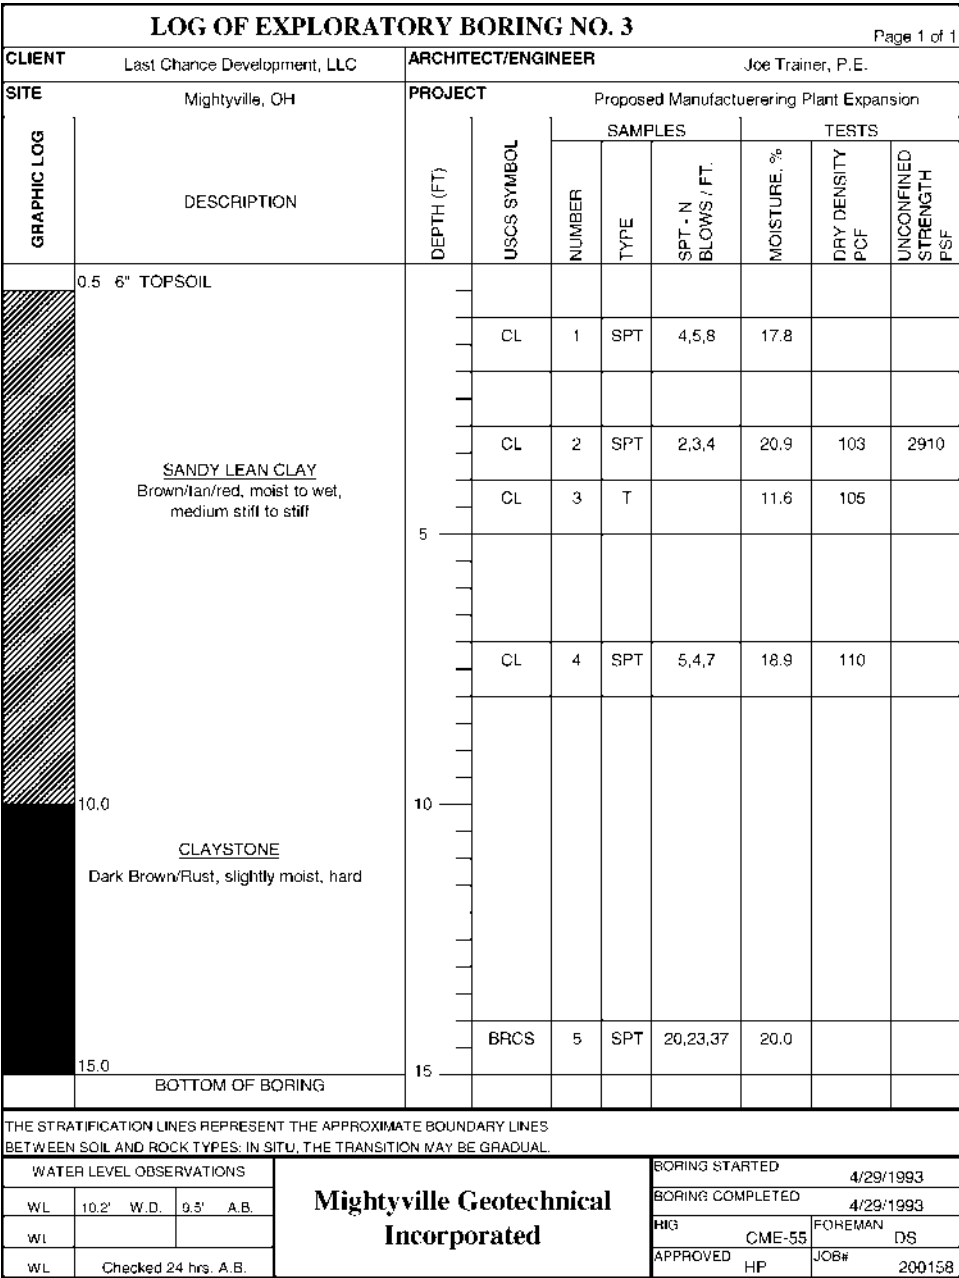 LOG OF EXPLORATORY BORING NO. 3
Page 1 of 1
CLIENT
Last Chance Development, LLC
ARCHITECT/ENGINEER
Joe Trainer, P.E.
SITE
Mightyville, OH
PROJECT
Proposed Manufactuerering Plant Expansion
GRAPHIC LOG
DESCRIPTION
DEPTH (FT)
USCS SYMBOL
SAMPLES
NUMBER
TYPE
SPT - N
BLOWS / FT.
TESTS
MOISTURE, %
DRY DENSITY
PCF
UNCONFINED
STRENGTH
PSF
0.5 6" TOPSOIL
CL 1 SPT 4,5,8 17.8
CL 2 SPT 2,3,4 20.9 103 2910
SANDY LEAN CLAY
Brown/tan/red, moist to wet,
medium stiff to stiff
CL 3 T 11.6 105
5
CL 4 SPT 5,4,7 18.9 110
10.0
10
CLAYSTONE
Dark Brown/Rust, slightly moist, hard
BRCS 5 SPT 20,23,37 20.0
15.0
15
BOTTOM OF BORING
THE STRATIFICATION LINES REPRESENT THE APPROXIMATE BOUNDARY LINES
BETWEEN SOIL AND ROCK TYPES: IN SITU, THE TRANSITION MAY BE GRADUAL.
WATER LEVEL OBSERVATIONS
WL 10.2' W.D. 9.5' A.B.
WL
WL Checked 24 hrs. A.B.
Mightyville Geotechnical
Incorporated
BORING STARTED
4/29/1993
BORING COMPLETED
4/29/1993
RIG
CME-55
FOREMAN
DS
APPROVED
HP
JOB#
200158